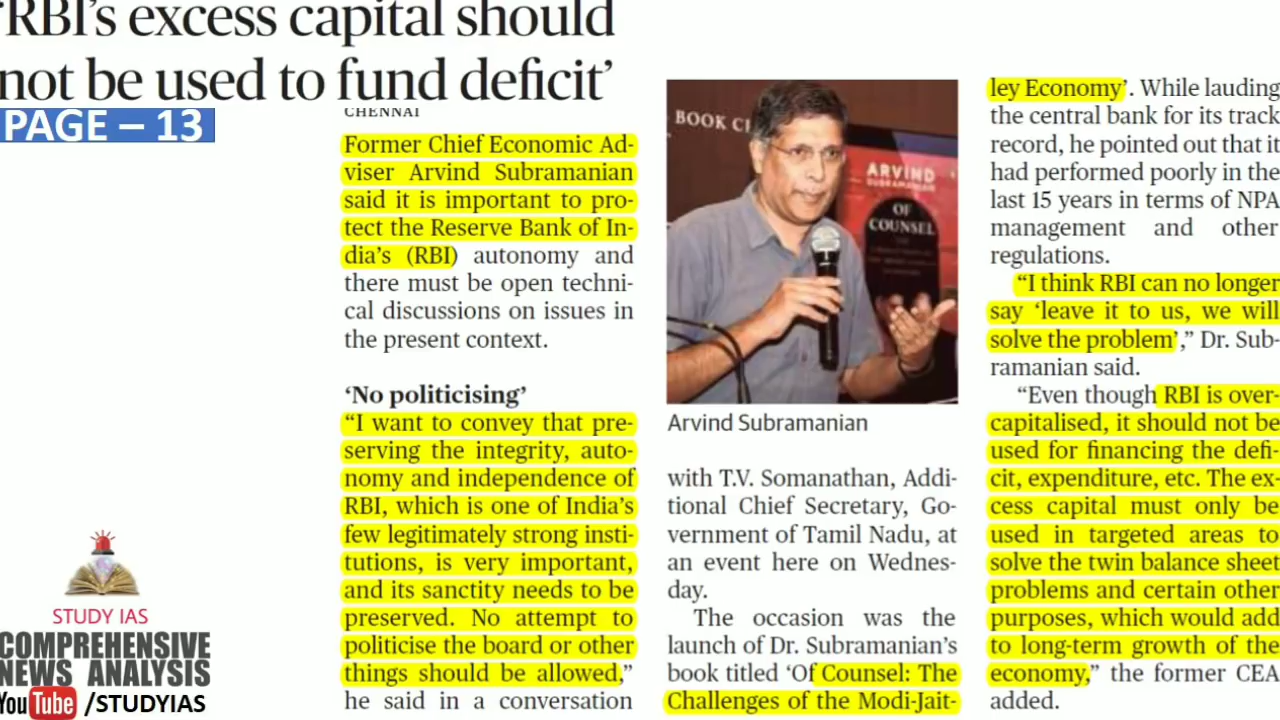 ‘RBI’s excess capital should
not be used to fund deficit’
PAGE – 13
CHENNAI
Former Chief Economic Ad-
viser Arvind Subramanian
said it is important to pro-
tect the Reserve Bank of In-
dia’s (RBI) autonomy and
there must be open techni-
cal discussions on issues in
the present context.
‘No politicising’
“I want to convey that pre-
serving the integrity, auto-
nomy and independence of
RBI, which is one of India’s
few legitimately strong insti-
tutions, is very important,
and its sanctity needs to be
preserved. No attempt to
politicise the board or other
things should be allowed,”
he said in a conversation
BOOK
ARVIND
SUBRAMANIAN
OF
COUNSEL
Arvind Subramanian
with T.V. Somanathan, Addi-
tional Chief Secretary, Go-
vernment of Tamil Nadu, at
an event here on Wednes-
day.
The occasion was the
launch of Dr. Subramanian’s
book titled ‘Of Counsel: The
Challenges of the Modi-Jait-
ley Economy’. While lauding
the central bank for its track
record, he pointed out that it
had performed poorly in the
last 15 years in terms of NPA
management and other
regulations.
“I think RBI can no longer
say ‘leave it to us, we will
solve the problem’,” Dr. Sub-
ramanian said.
“Even though RBI is over-
capitalised, it should not be
used for financing the defi-
cit, expenditure, etc. The ex-
cess capital must only be
used in targeted areas to
solve the twin balance sheet
problems and certain other
purposes, which would add
to long-term growth of the
economy,” the former CEA
added.
STUDY IAS
COMPREHENSIVE
NEWS ANALYSIS
YouTube /STUDYIAS